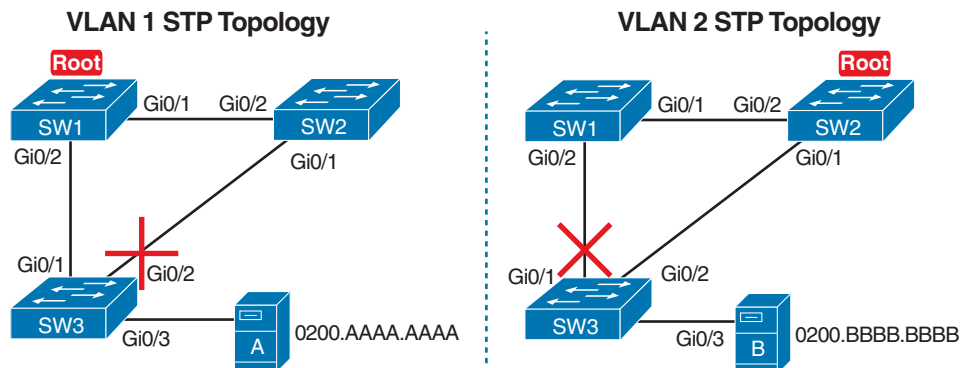 VLAN 1 STP Topology
Root
Gi0/1 Gi0/2
SW1
SW2
Gi0/2
Gi0/1
Gi0/1
Gi0/2
SW3
Gi0/3
A
0200.AAAA.AAAA
VLAN 2 STP Topology
Root
Gi0/1 Gi0/2
SW1
SW2
Gi0/2
Gi0/1
Gi0/1
Gi0/2
SW3
Gi0/3
B
0200.BBBB.BBBB